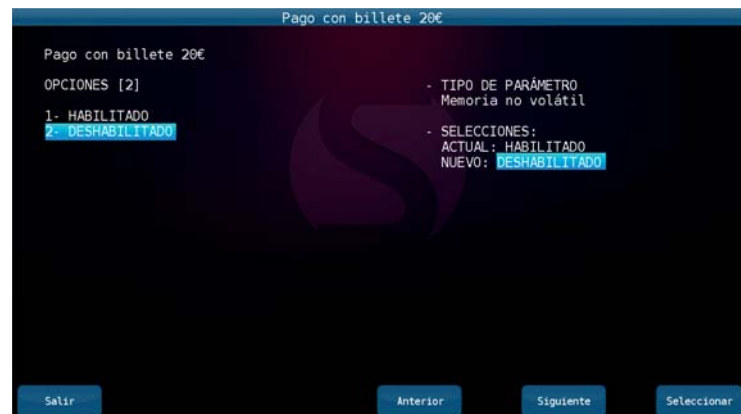 Pago con billete 20€
Pago con billete 20€
OPCIONES [2]
1- HABILITADO
2- DESHABILITADO
- TIPO DE PARÁMETRO
Memoria no volátil
- SELECCIONES:
ACTUAL: HABILITADO
NUEVO: DESHABILITADO
Salir
Anterior
Siguiente
Seleccionar